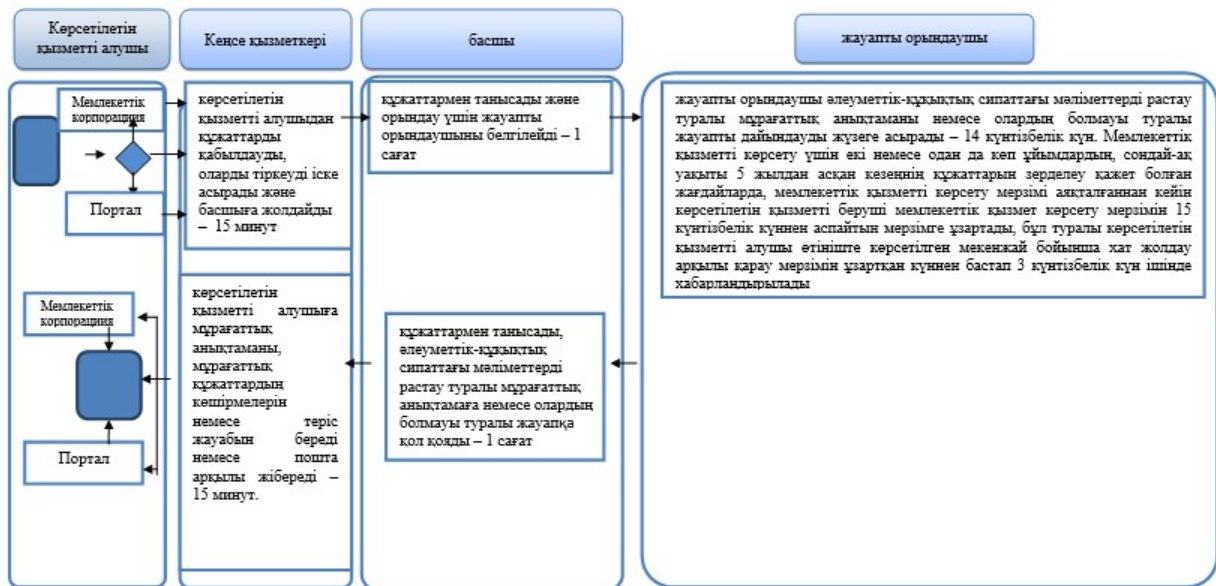 Көрсетілетін
қызметті алушы
Кеңсе қызметкері
басшы
жауапты орындаушы
Мемлекеттік
корпорация
Портал
көрсетілетін
қызметті алушыдан
құжаттарды
қабылдауды,
оларды тіркеуді іске
асырады және
басшыға жолдайды
– 15 минут
құжаттармен танысады және
орындау үшін жауапты
орындаушыны белгілейді – 1
сағат
жауапты орындаушы әлеуметтік-құқықтық сипаттағы мәліметтерді растау
туралы мұрағаттық анықтаманы немесе олардың болмауы туралы
жауапты дайындауды жүзеге асырады – 14 күнтізбелік күн. Мемлекеттік
қызметті көрсету үшін екі немесе одан да көп ұйымдардың, сондай-ақ
уақыты 5 жылдан асқан кезеңнің құжаттарын зерделеу қажет болған
жағдайларда, мемлекеттік қызметті көрсету мерзімі аяқталғаннан кейін
көрсетілетін қызметті беруші мемлекеттік қызмет көрсету мерзімін 15
күнтізбелік күннен аспайтын мерзімге ұзартады, бұл туралы көрсетілетін
қызметті алушы өтініште көрсетілген мекенжай бойынша хат жолдау
арқылы қарау мерзімін ұзартқан күннен бастап 3 күнтізбелік күн ішінде
хабарландырылады
Мемлекеттік
корпорация
Портал
көрсетілетін
қызметті алушыға
мұрағаттық
анықтаманы,
мұрағаттық
құжаттардың
көшірмелерін
немесе теріс
жауабын береді
немесе пошта
арқылы жібереді –
15 минут.
құжаттармен танысады,
әлеуметтік-құқықтық
сипаттағы мәліметтерді
растау туралы мұрағаттық
анықтамаға немесе олардың
болмауы туралы жауапқа
қол қояды – 1 сағат